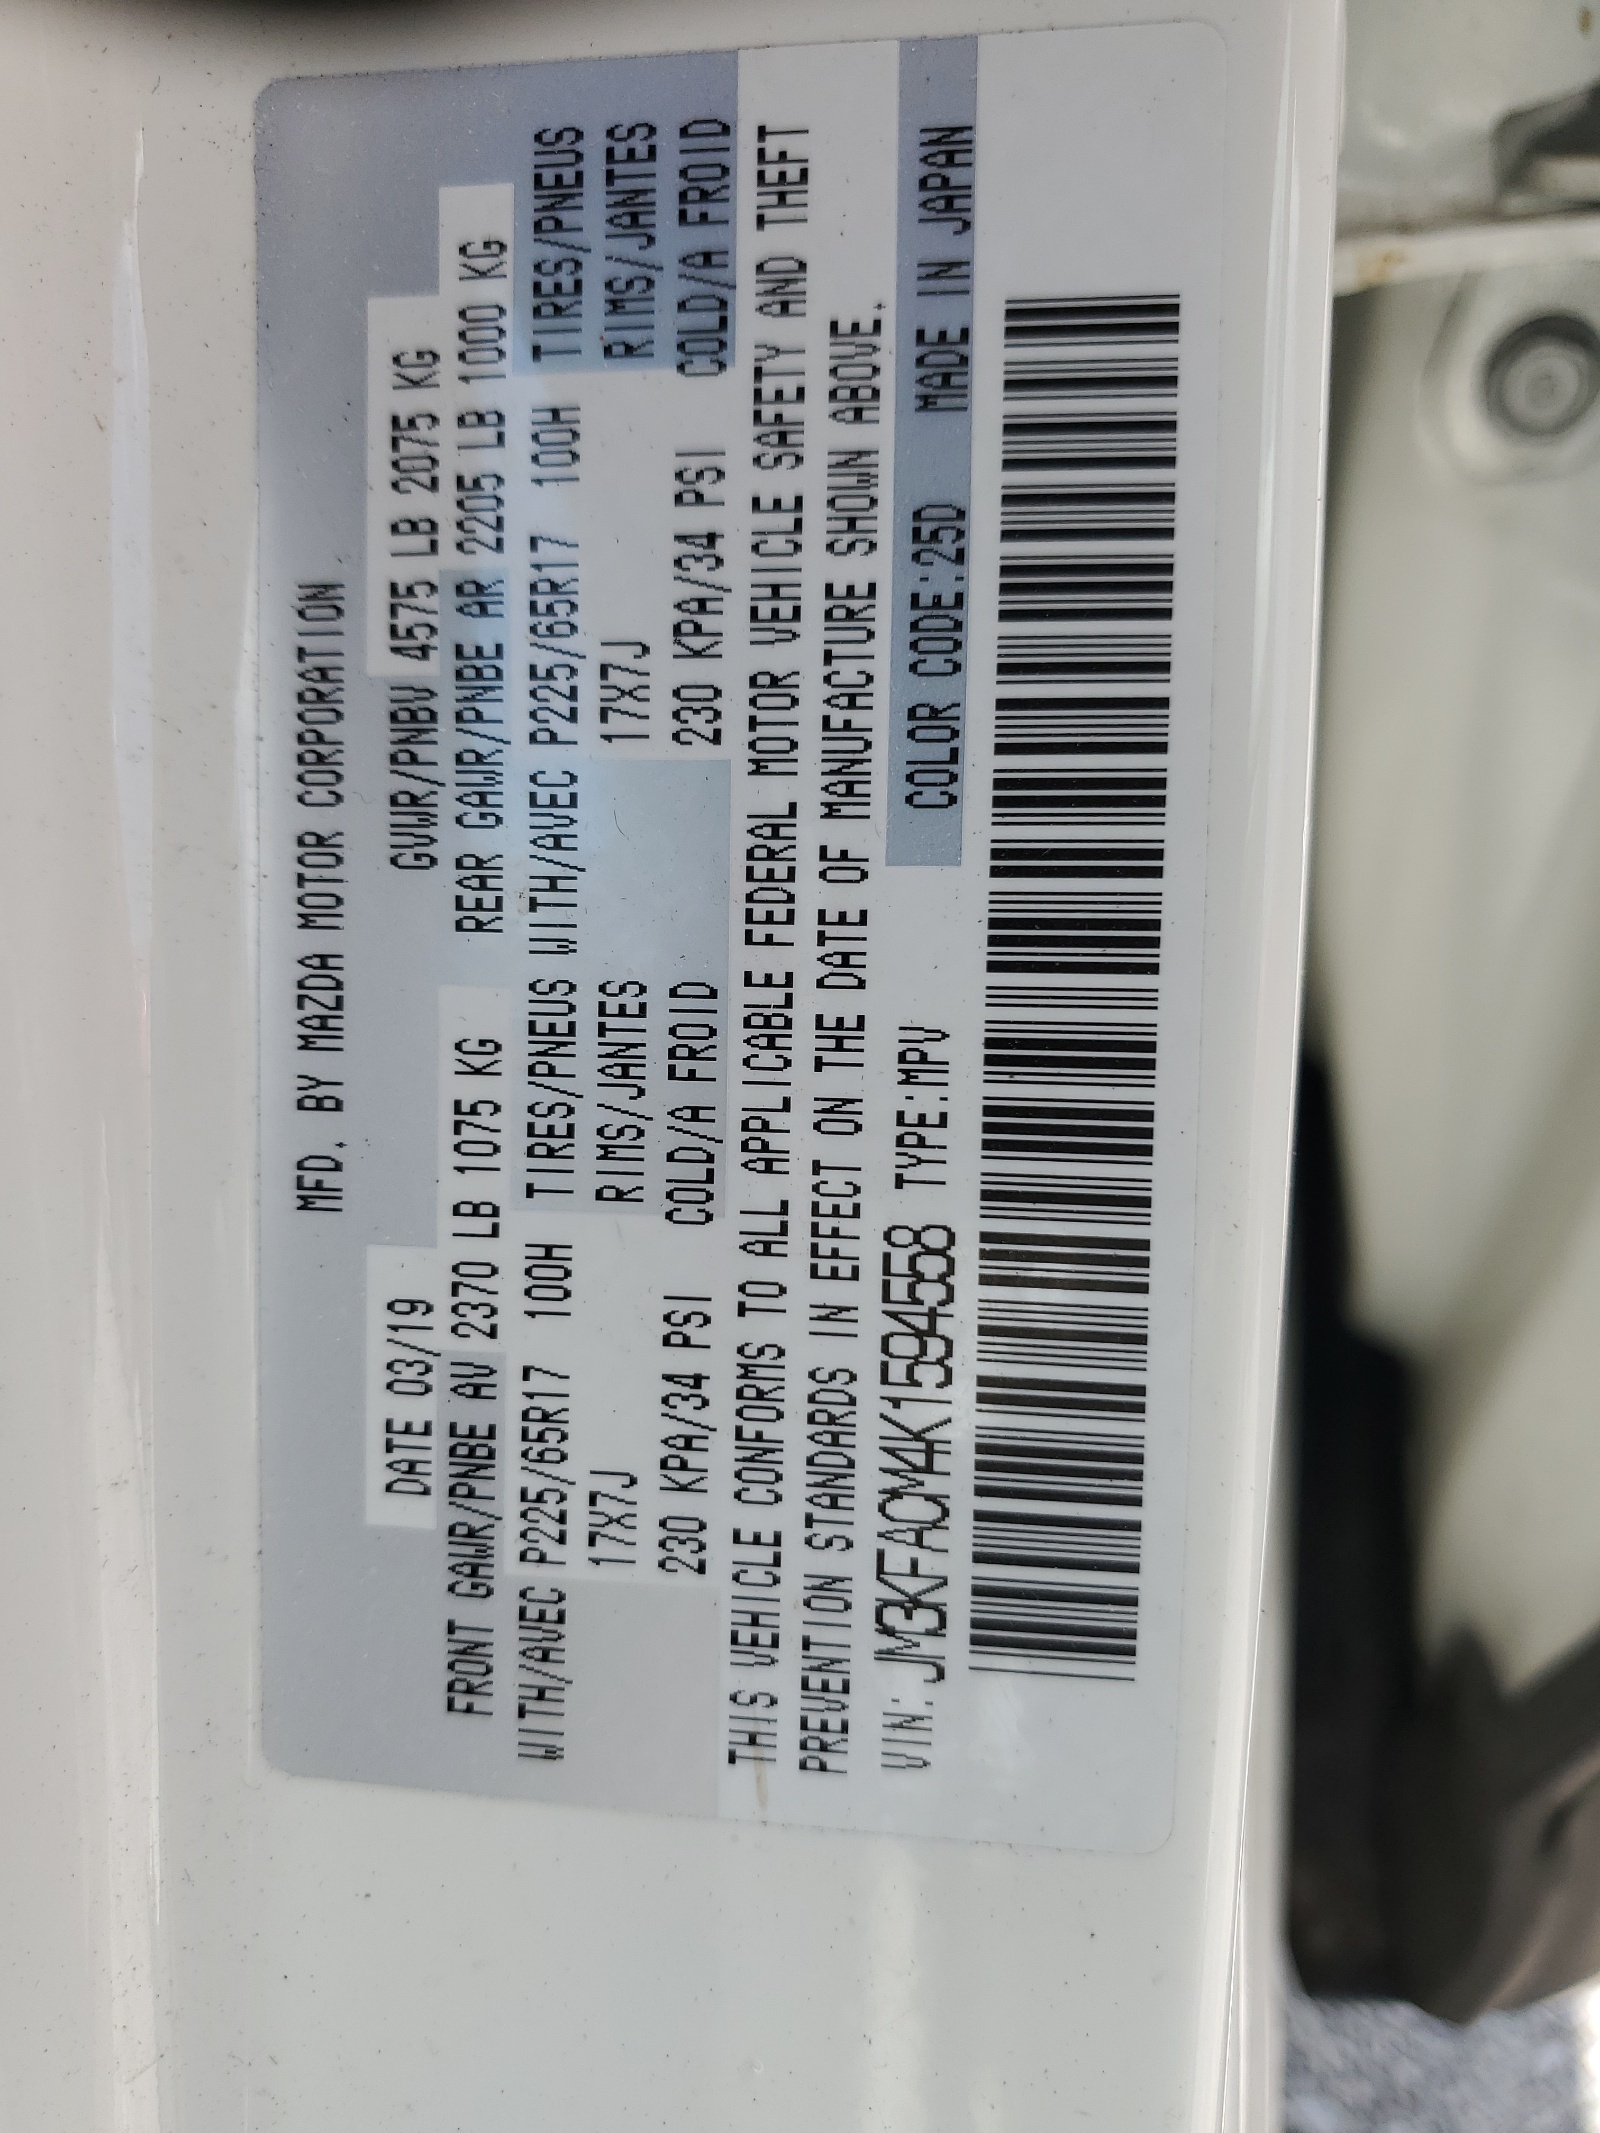 MFD. BY MAZDA MOTOR CORPORATION
DATE 03/19 GVWR/PNBV 4575 LB 2075 KG
FRONT GAWR/PNBE AV 2370 LB 1075 KG REAR GAWR/PNBE AR 2205 LB 1000 KG
WITH/AVEC P225/65R17 100H TIRES/PNEUS WITH/AVEC P225/65R17 100H TIRES/PNEUS
17X7J RIMS/JANTES 17X7J RIMS/JANTES
230 KPA/34 PSI COLD/A FROID 230 KPA/34 PSI COLD/A FROID
THIS VEHICLE CONFORMS TO ALL APPLICABLE FEDERAL MOTOR VEHICLE SAFETY AND THEFT
PREVENTION STANDARDS IN EFFECT ON THE DATE OF MANUFACTURE SHOWN ABOVE.
VIN: JM3KFACM4K1594558 TYPE:MPV COLOR CODE:25D MADE IN JAPAN